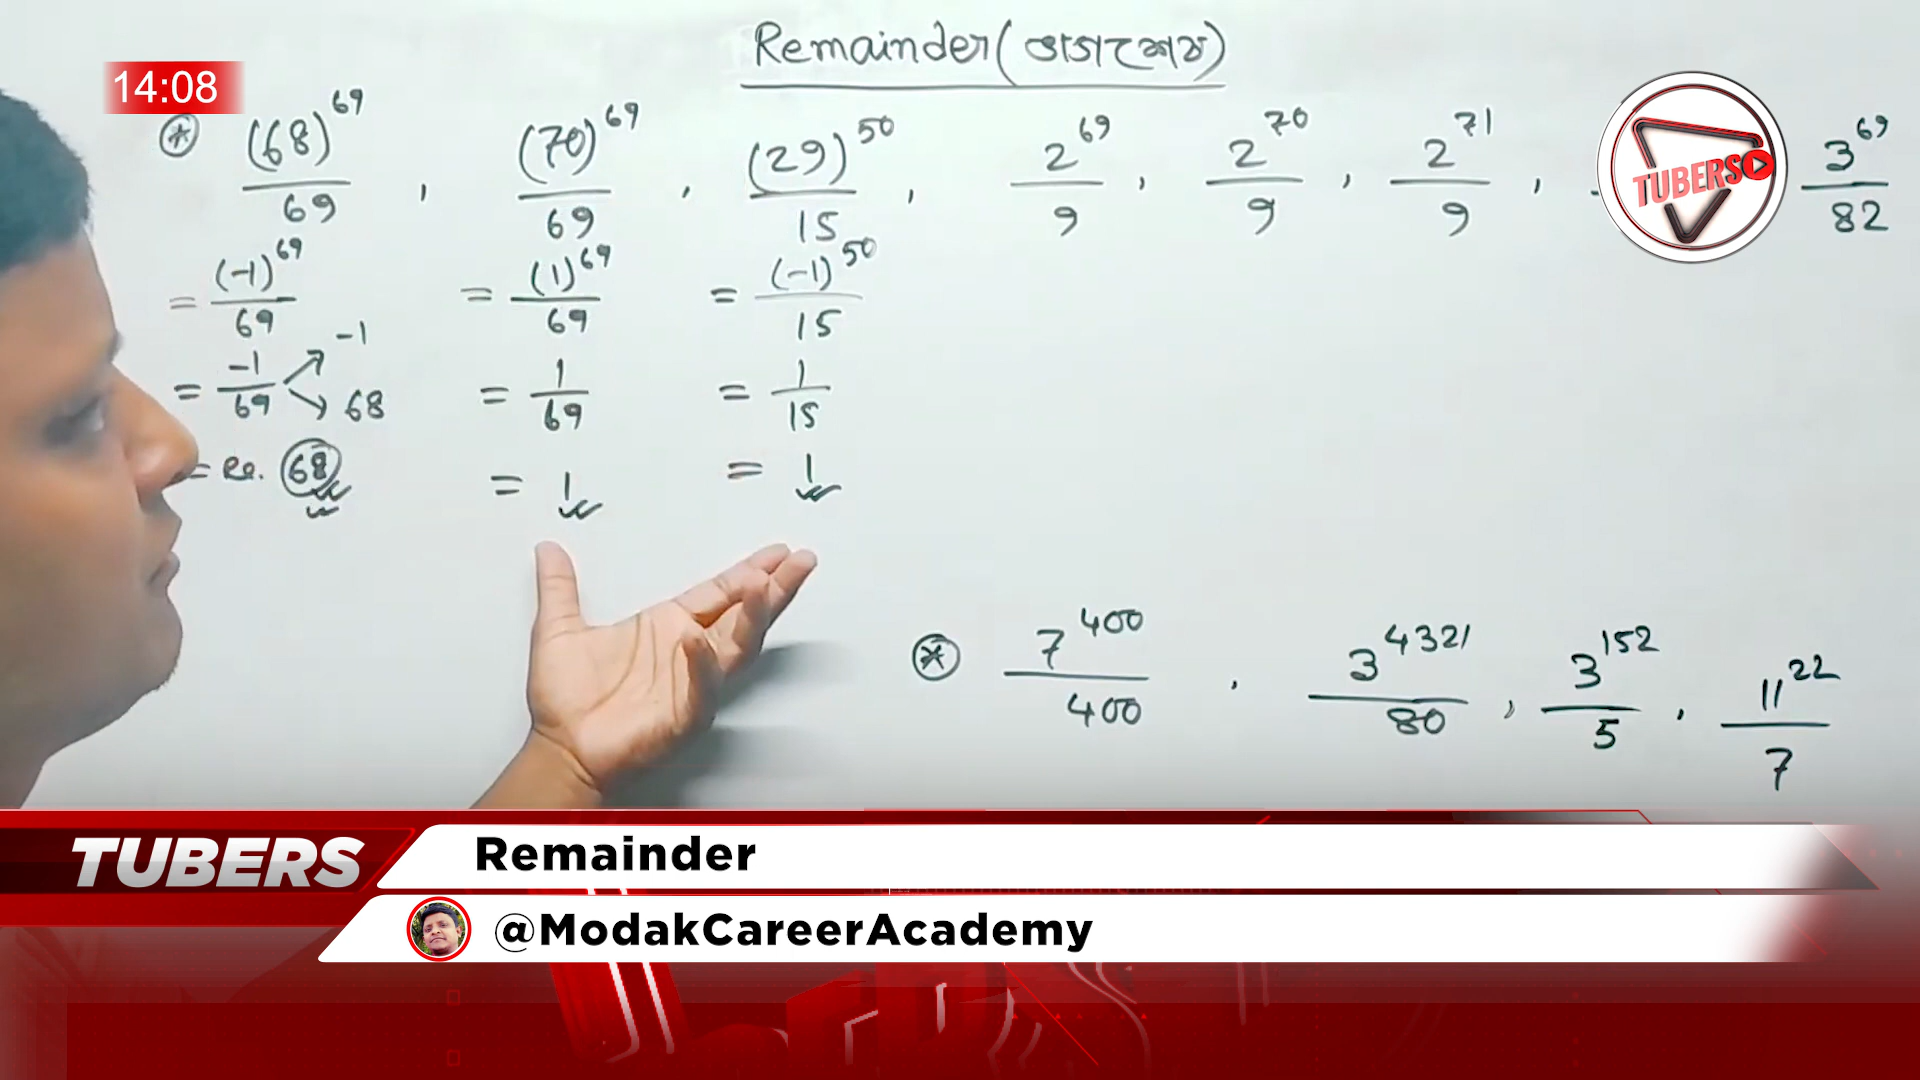 Remainder (ভাগশেষ)
14:08
⊛ (68)^69/69 , (70)^69/69 , (29)^50/15 , 2^69/9 , 2^70/9 , 2^71/9 , 3^69/82
TUBERS
= (-1)^69/69 = (1)^69/69 = (-1)^50/15
= -1/69 → -1 → 68 = 1/69 = 1/15
= Re. 68 = 1 = 1
⊛ 7^400/400 , 3^4321/80 , 3^152/5 , 11^22/7
TUBERS
Remainder
@ModakCareerAcademy